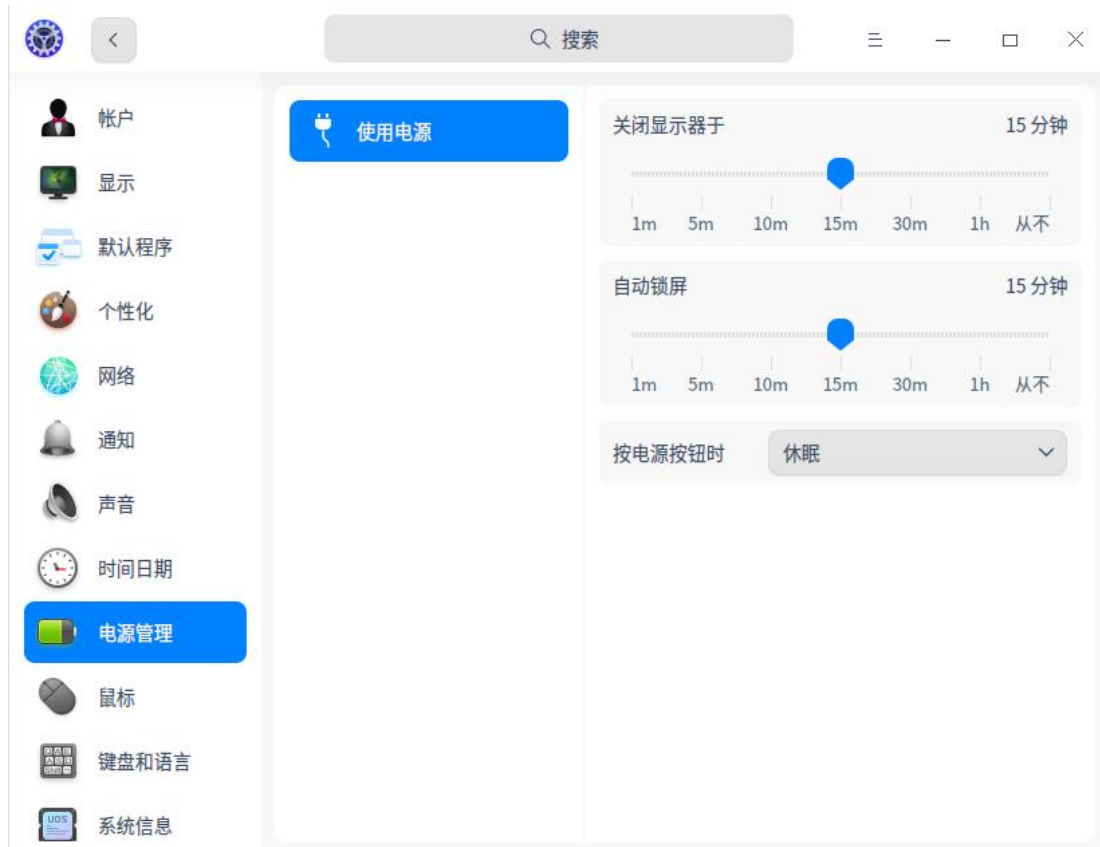 搜索
帐户
显示
默认程序
个性化
网络
通知
声音
时间日期
电源管理
鼠标
键盘和语言
UOS
系统信息
使用电源
关闭显示器于 15 分钟
1m 5m 10m 15m 30m 1h 从不
自动锁屏 15 分钟
1m 5m 10m 15m 30m 1h 从不
按电源按钮时 休眠